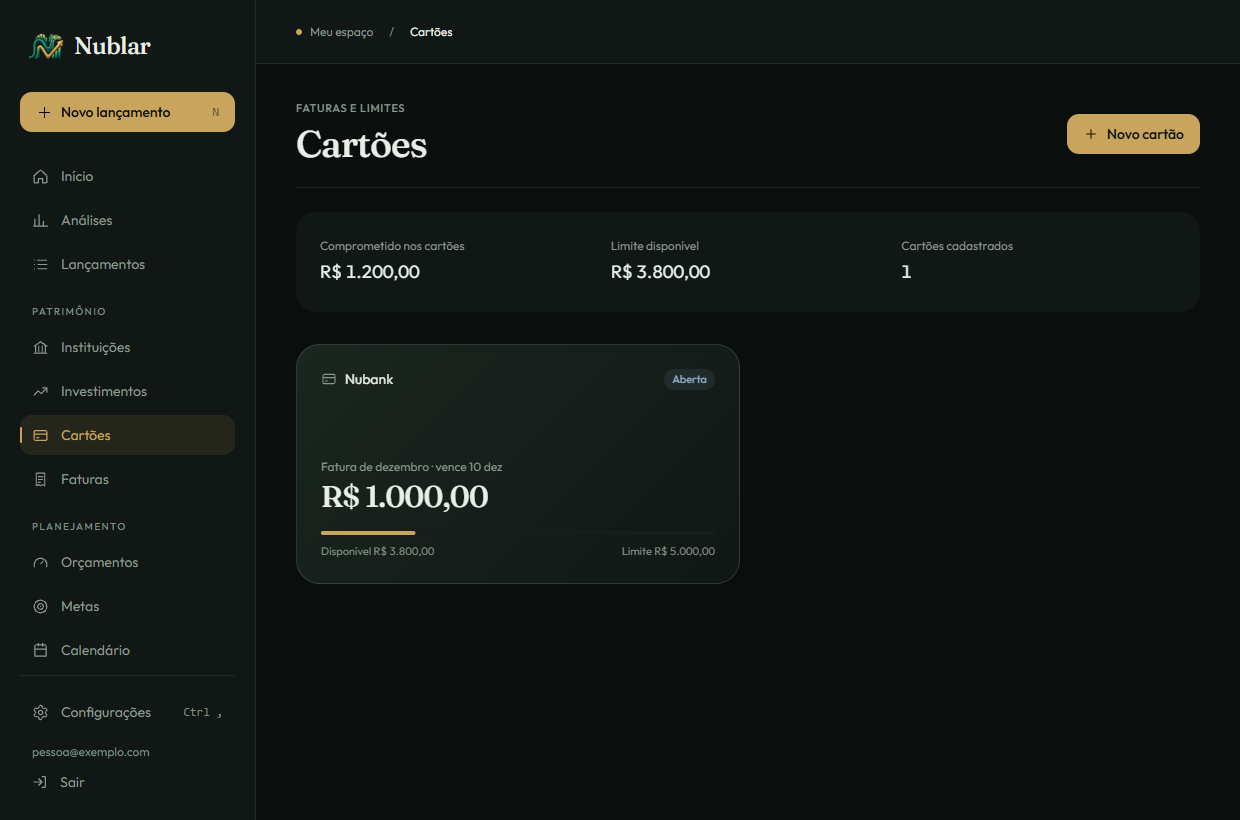 Nublar
Novo lançamento N
Início
Análises
Lançamentos
PATRIMÔNIO
Instituições
Investimentos
Cartões
Faturas
PLANEJAMENTO
Orçamentos
Metas
Calendário
Configurações Ctrl ,
pessoa@exemplo.com
Sair
Meu espaço / Cartões
FATURAS E LIMITES
Cartões
Novo cartão
Comprometido nos cartões
R$ 1.200,00
Limite disponível
R$ 3.800,00
Cartões cadastrados
1
Nubank
Aberta
Fatura de dezembro · vence 10 dez
R$ 1.000,00
Disponível R$ 3.800,00
Limite R$ 5.000,00